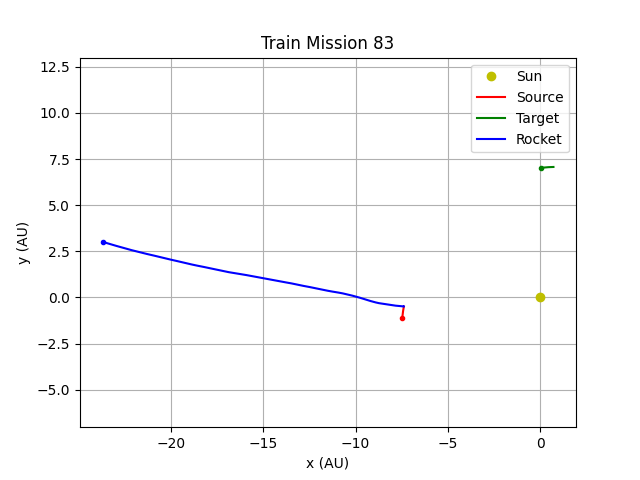 Train Mission 83
12.5
10.0
7.5
5.0
2.5
0.0
−2.5
−5.0
y (AU)
Sun
Source
Target
Rocket
−20
−15
−10
−5
0
x (AU)